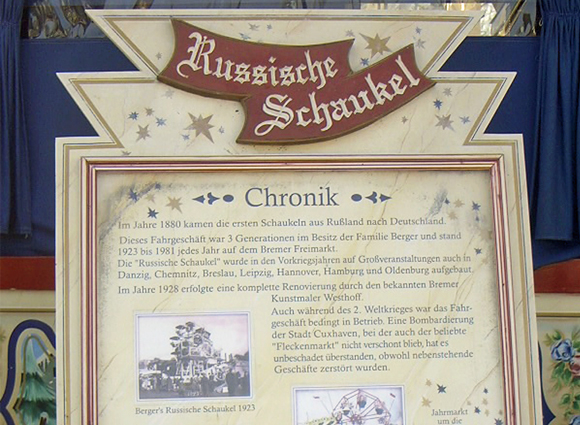 Russische
Schaukel
Chronik
Im Jahre 1880 kamen die ersten Schaukeln aus Rußland nach Deutschland.
Dieses Fahrgeschäft war 3 Generationen im Besitz der Familie Berger und stand
1923 bis 1981 jedes Jahr auf dem Bremer Freimarkt.
Die "Russische Schaukel" wurde in den Vorkriegsjahren auf Großveranstaltungen auch in
Danzig, Chemnitz, Breslau, Leipzig, Hannover, Hamburg und Oldenburg aufgebaut.
Im Jahre 1928 erfolgte eine komplette Renovierung durch den bekannten Bremer
Kunstmaler Westhoff.
Auch während des 2. Weltkrieges war das Fahr-
geschäft bedingt in Betrieb. Eine Bombardierung
der Stadt Cuxhaven, bei der auch der beliebte
"Fleckenmarkt" nicht verschont blieb, hat es
unbeschadet überstanden, obwohl nebenstehende
Geschäfte zerstört wurden.
Berger's Russische Schaukel 1923
Jahrmarkt
um die